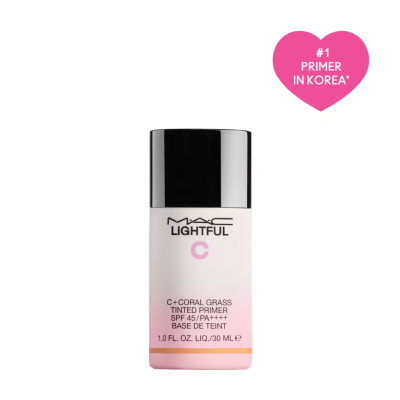 #1
PRIMER
IN KOREA*
MAC
LIGHTFUL
C
C+CORAL GRASS
TINTED PRIMER
SPF 45/PA++++
BASE DE TEINT
1.0 FL. OZ. LIQ./30 ML ℮